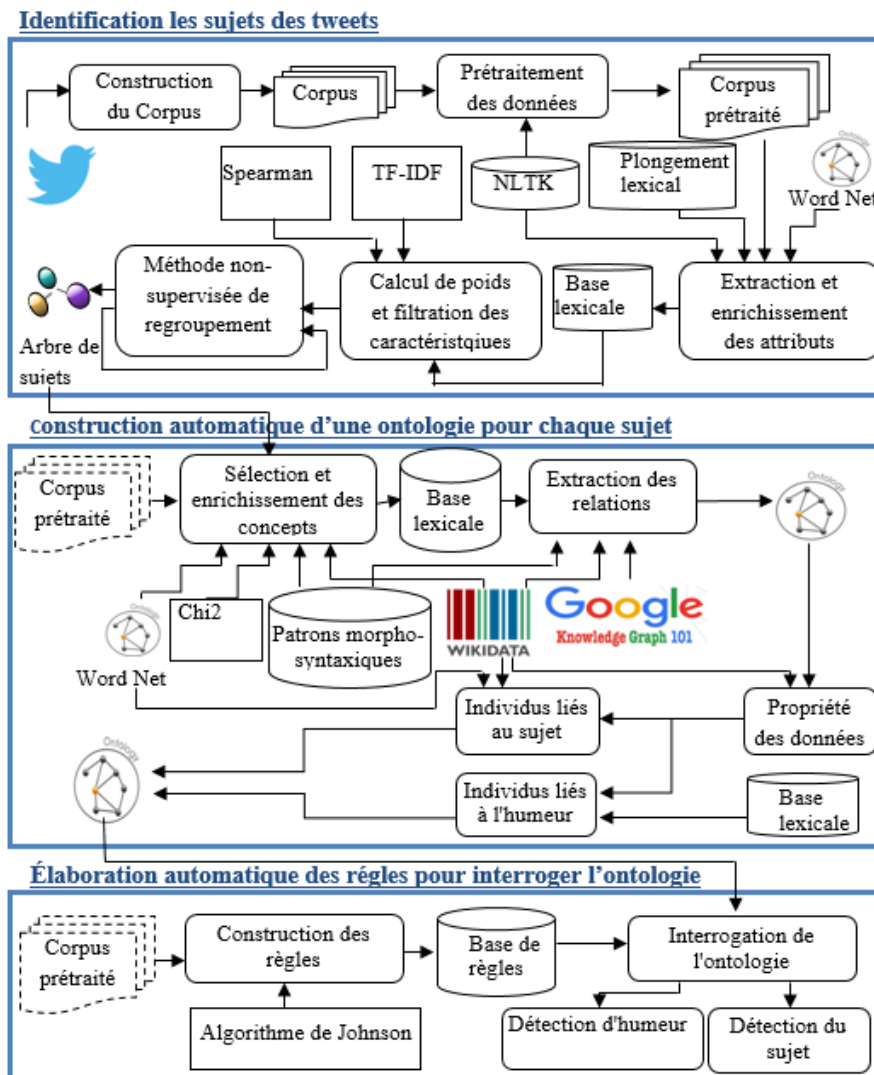 Identification les sujets des tweets
Construction
du Corpus
Corpus
Prétraitement
des données
Corpus
prétraité
Spearman
TF-IDF
NLTK
Plongement
lexical
Ontology
Word Net
Méthode non-
supervisée de
regroupement
Calcul de poids
et filtration des
caractéristqiues
Base
lexicale
Extraction et
enrichissement
des attributs
Arbre de
sujets
Construction automatique d'une ontologie pour chaque sujet
Corpus
prétraité
Sélection et
enrichissement des
concepts
Base
lexicale
Extraction des
relations
Ontology
Ontology
Word Net
Chi2
Patrons morpho-
syntaxiques
WIKIDATA
Google
Knowledge Graph 101
Individus liés
au sujet
Propriété
des données
Ontology
Individus liés
à l'humeur
Base
lexicale
Élaboration automatique des régles pour interroger l'ontologie
Corpus
prétraité
Construction des
règles
Base de
règles
Interrogation de
l'ontologie
Algorithme de Johnson
Détection d'humeur
Détection du
sujet